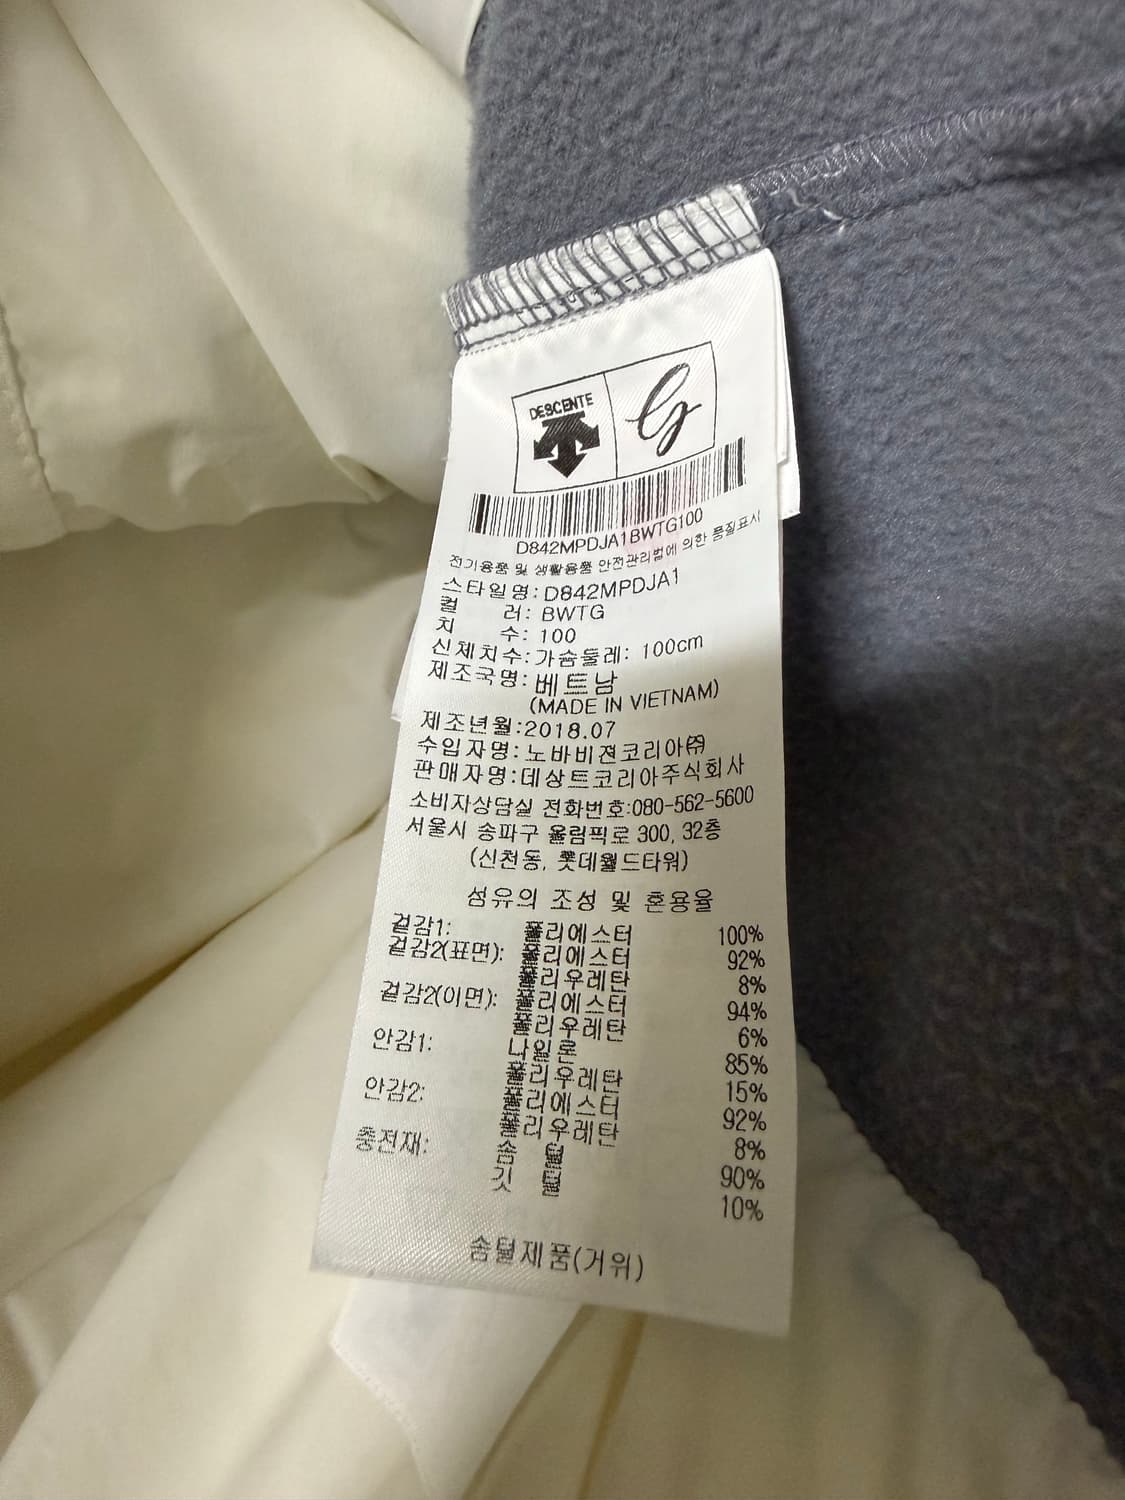 DESCENTE
G
D842MPDJA1BWTG100
전기용품 및 생활용품 안전관리법에 의한 품질표시
스타일명: D842MPDJA1
컬 러: BWTG
치 수: 100
신체치수: 가슴둘레: 100cm
제조국명: 베트남
(MADE IN VIETNAM)
제조년월:2018.07
수입자명: 노바비젼코리아㈜
판매자명:데상트코리아주식회사
소비자상담실 전화번호:080-562-5600
서울시 송파구 올림픽로 300, 32층
(신천동, 롯데월드타워)
섬유의 조성 및 혼용율
겉감1: 폴리에스터 100%
겉감2(표면): 폴리에스터 92%
폴리우레탄 8%
겉감2(이면): 폴리에스터 94%
폴리우레탄 6%
안감1: 나일론 85%
폴리우레탄 15%
안감2: 폴리에스터 92%
폴리우레탄 8%
충전재: 솜 털 90%
깃 털 10%
솜털제품(거위)